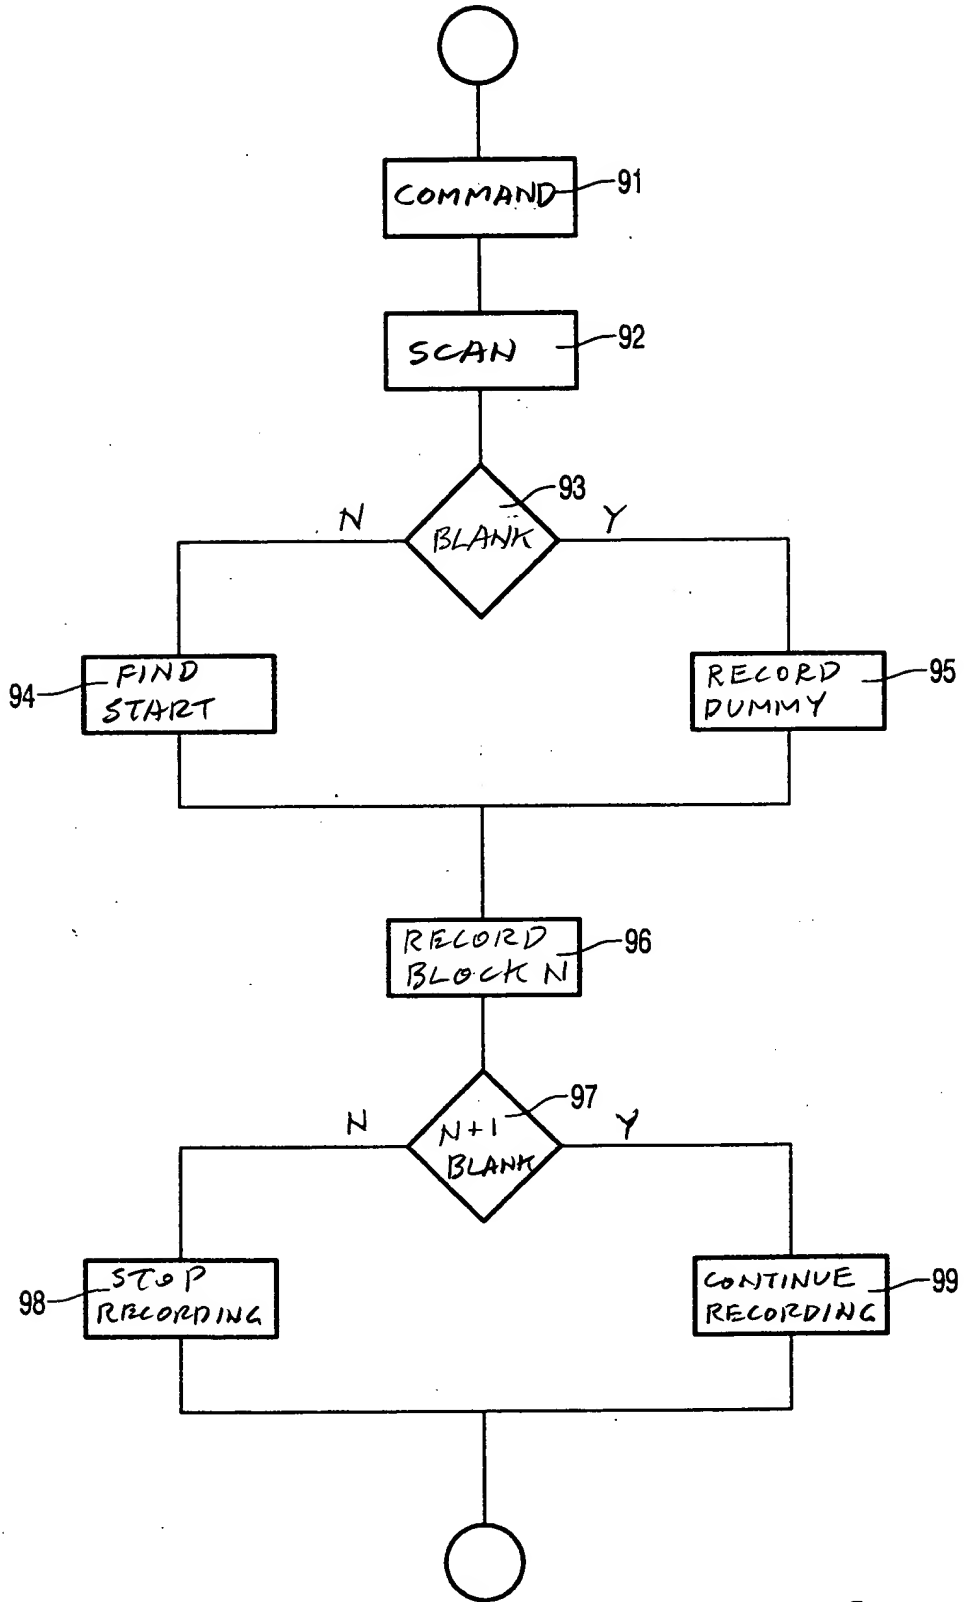 COMMAND 91
SCAN 92
93
N BLANK Y
94 FIND
START
RECORD 95
DUMMY
RECORD 96
BLOCK N
97
N N+1 Y
BLANK
98 STOP
RECORDING
CONTINUE 99
RECORDING